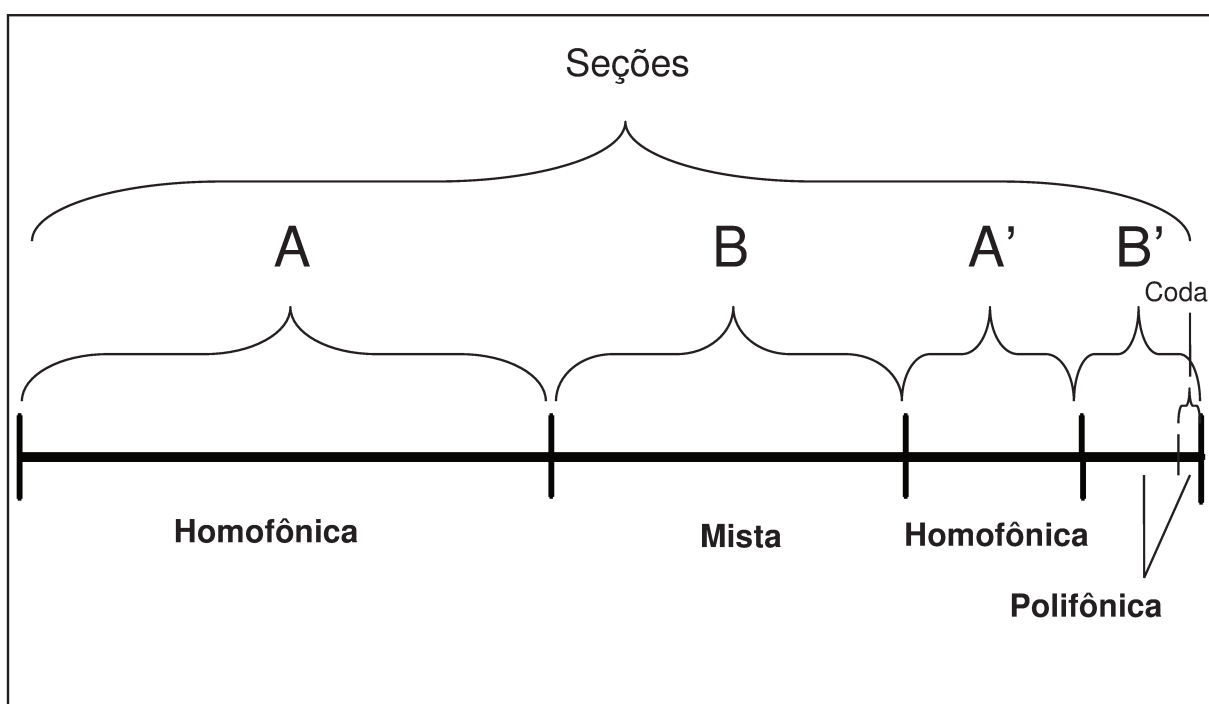 Seções
A B A’ B’
Coda
Homofônica Mista Homofônica
Polifônica